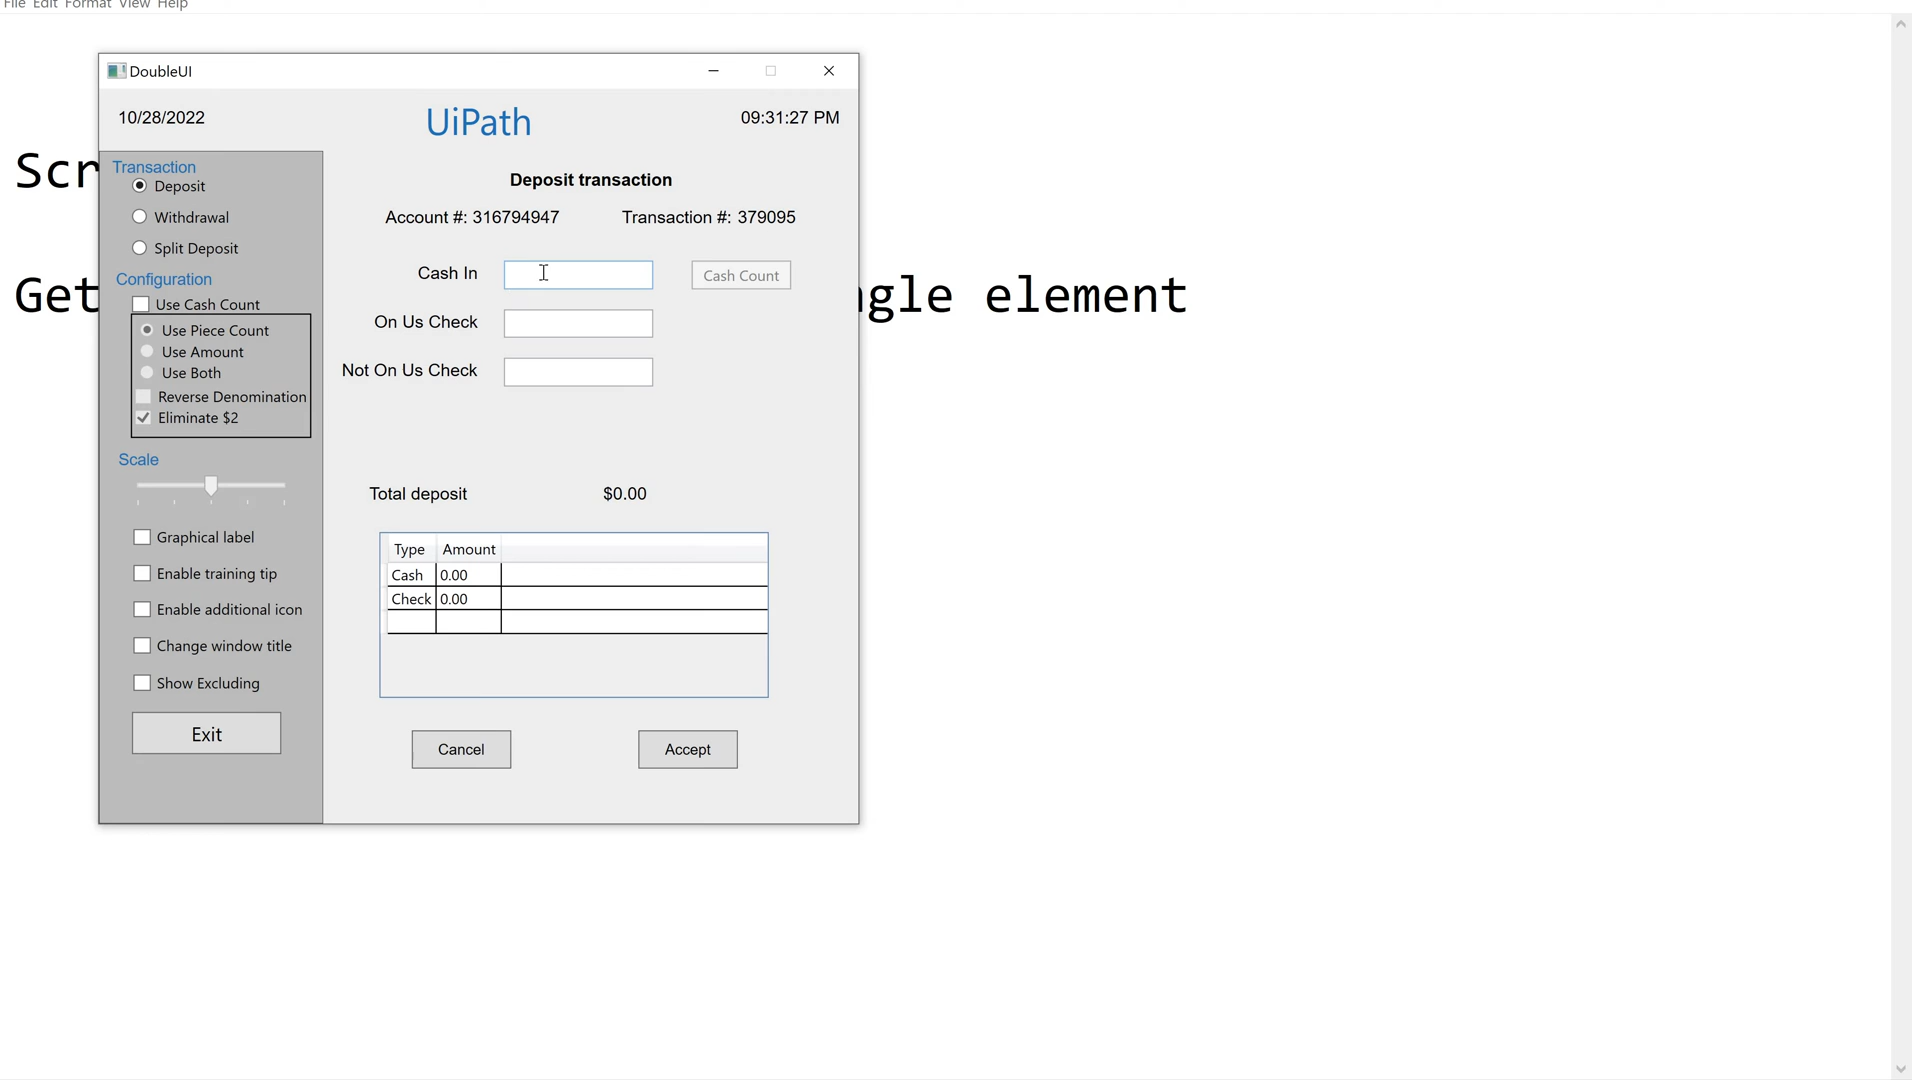 File Edit Format View Help
DoubleUI
10/28/2022
UiPath
09:31:27 PM
Scr
Get
ngle element
Transaction
Deposit
Withdrawal
Split Deposit
Configuration
Use Cash Count
Use Piece Count
Use Amount
Use Both
Reverse Denomination
Eliminate $2
Scale
Graphical label
Enable training tip
Enable additional icon
Change window title
Show Excluding
Exit
Deposit transaction
Account #: 316794947 Transaction #: 379095
Cash In
Cash Count
On Us Check
Not On Us Check
Total deposit $0.00
Type Amount
Cash 0.00
Check 0.00
Cancel
Accept